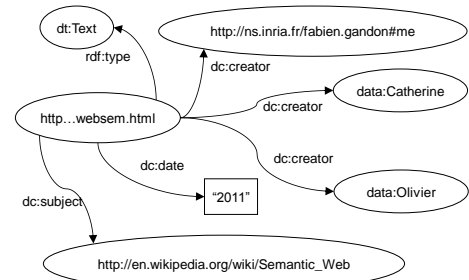 dt:Text
http://ns.inria.fr/fabien.gandon#me
rdf:type
dc:creator
data:Catherine
dc:creator
http…websem.html
dc:creator
dc:date
data:Olivier
dc:subject
“2011”
http://en.wikipedia.org/wiki/Semantic_Web